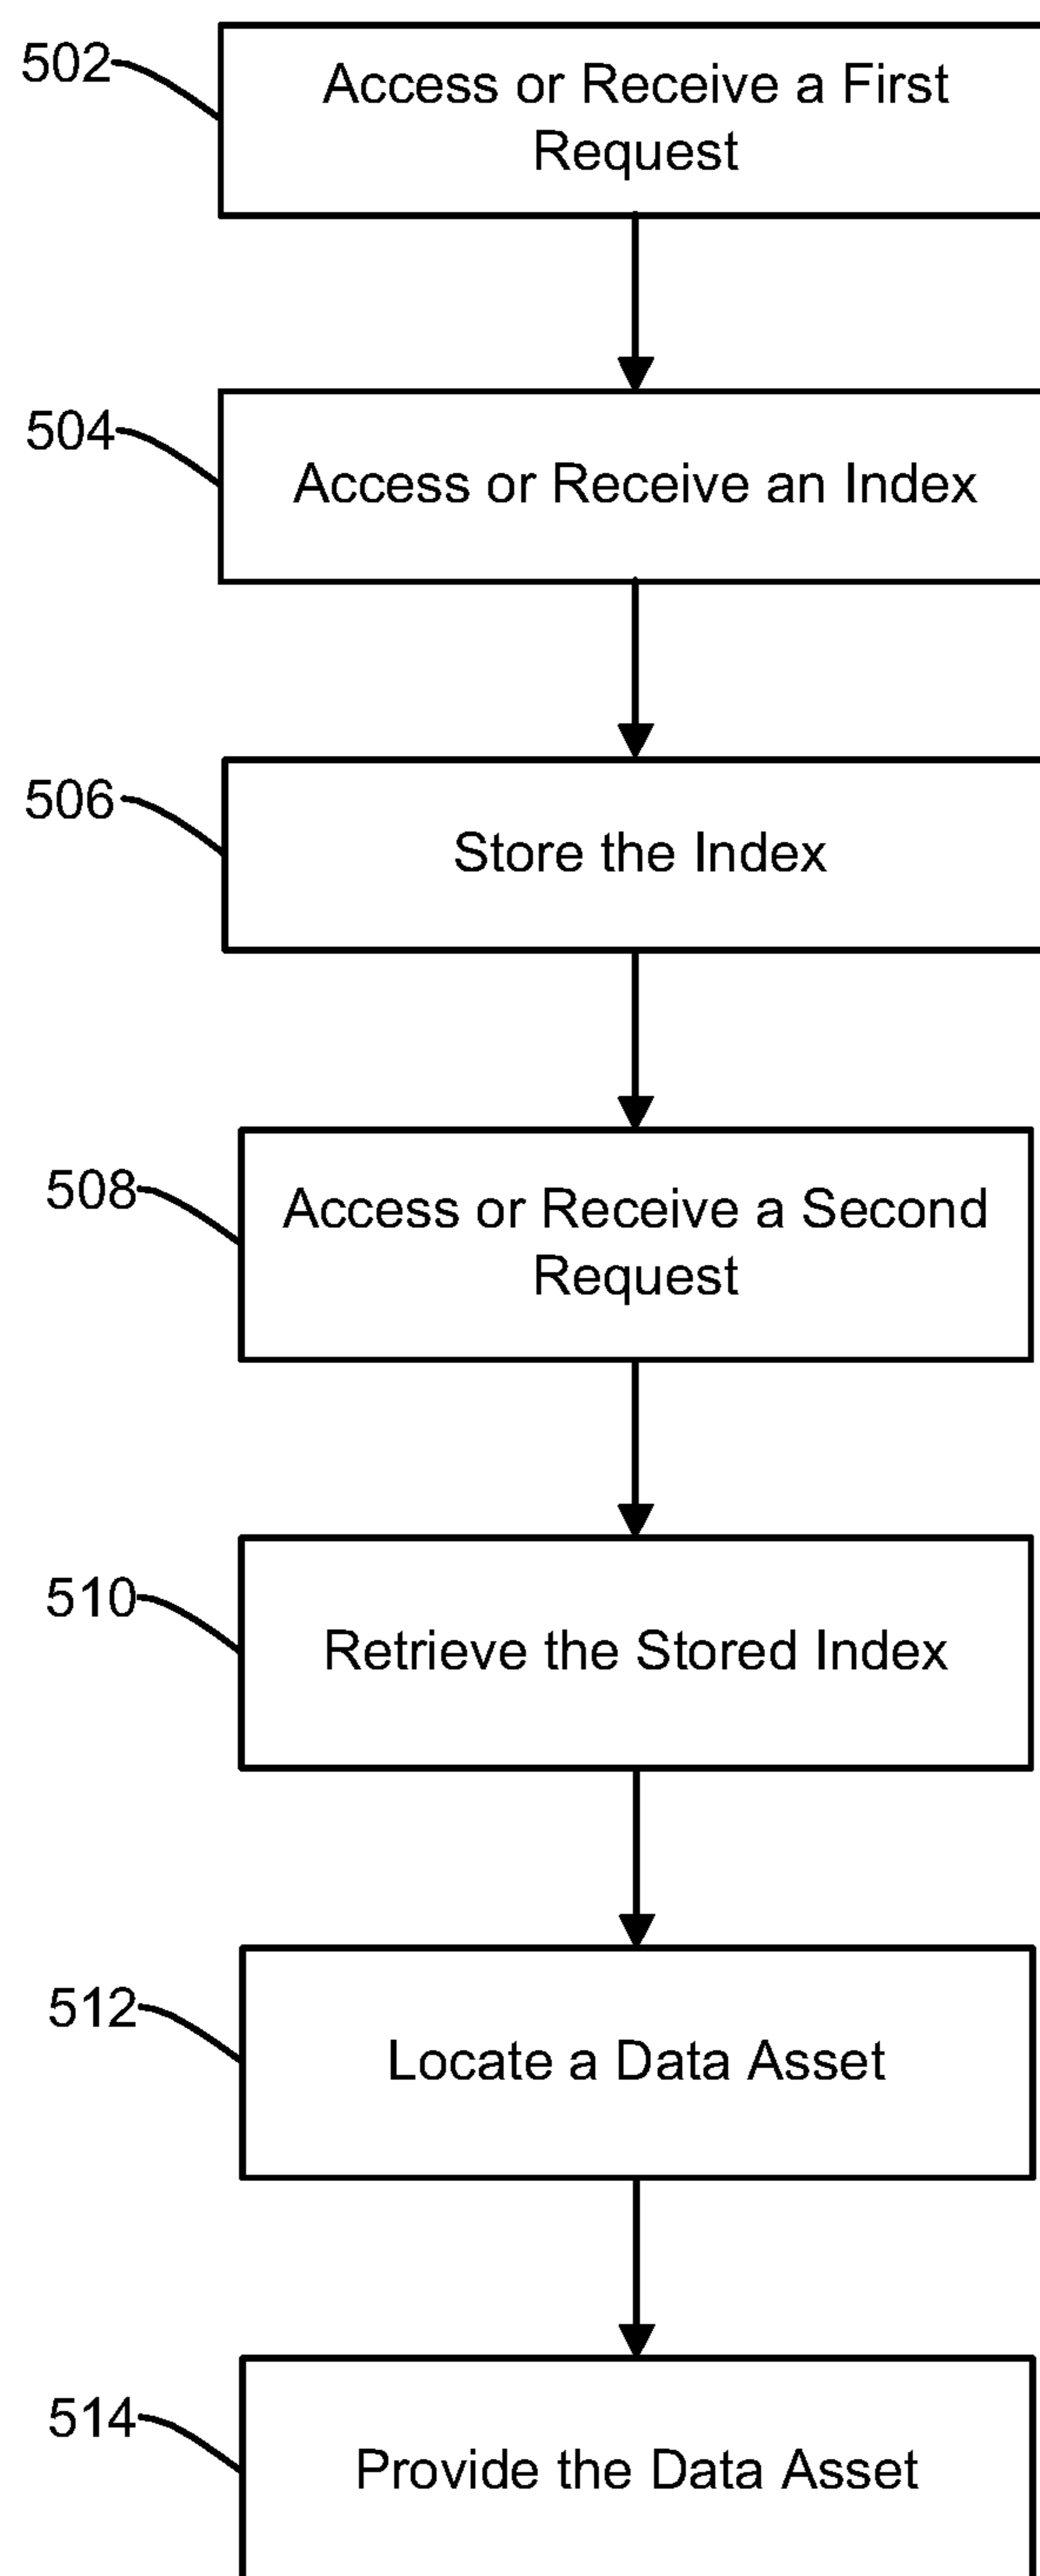 502
Access or Receive a First
Request
504
Access or Receive an Index
506
Store the Index
508
Access or Receive a Second
Request
510
Retrieve the Stored Index
512
Locate a Data Asset
514
Provide the Data Asset